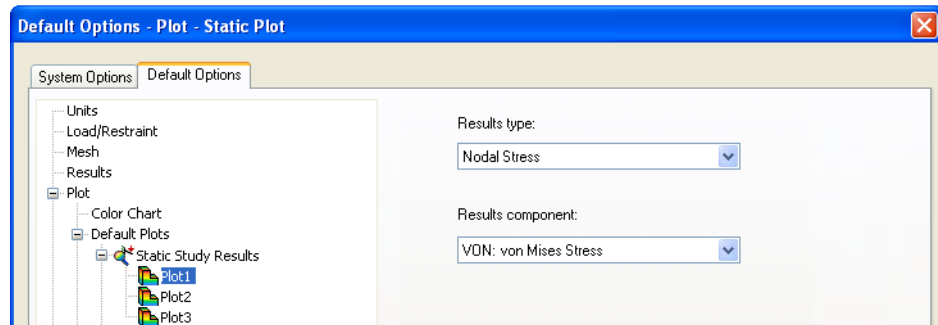 Default Options - Plot - Static Plot
System Options
Default Options
Units
Load/Restraint
Mesh
Results
Plot
Color Chart
Default Plots
Static Study Results
Plot1
Plot2
Plot3
Results type:
Nodal Stress
Results component:
VON: von Mises Stress